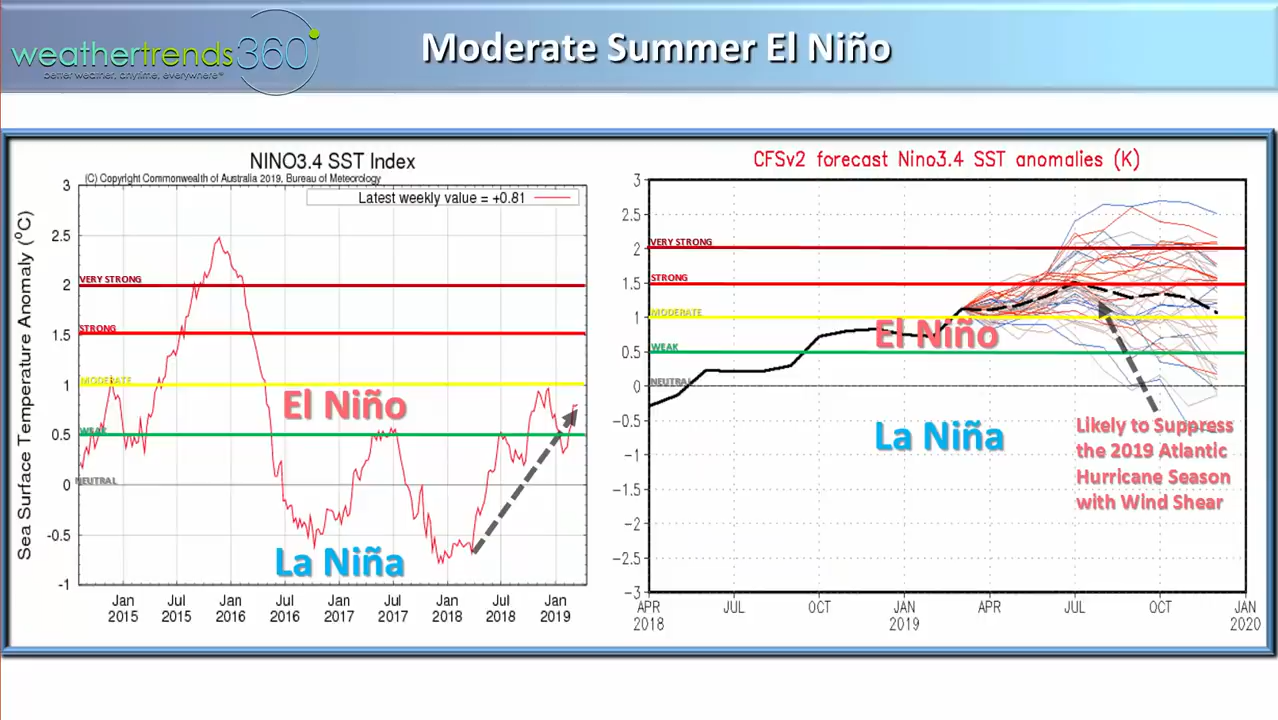 weathertrends360°
better weather, anytime, everywhere®
Moderate Summer El Niño
NINO3.4 SST Index
(C) Copyright Commonwealth of Australia 2019, Bureau of Meteorology
Latest weekly value = +0.81
Sea Surface Temperature Anomaly (°C)
3
2.5
2
1.5
1
0.5
0
-0.5
-1
VERY STRONG
STRONG
MODERATE
WEAK
NEUTRAL
El Niño
La Niña
Jan Jul Jan Jul Jan Jul Jul Jan
2015 2015 2016 2016 2017 2017 2018 2019
CFSv2 forecast Nino3.4 SST anomalies (K)
3
2.5
2
1.5
1
0.5
0
-0.5
-1
-1.5
-2
-2.5
-3
VERY STRONG
STRONG
MODERATE
WEAK
NEUTRAL
El Niño
La Niña
Likely to Suppress
the 2019 Atlantic
Hurricane Season
with Wind Shear
APR JUL OCT JAN APR JUL OCT JAN
2018 2019 2020